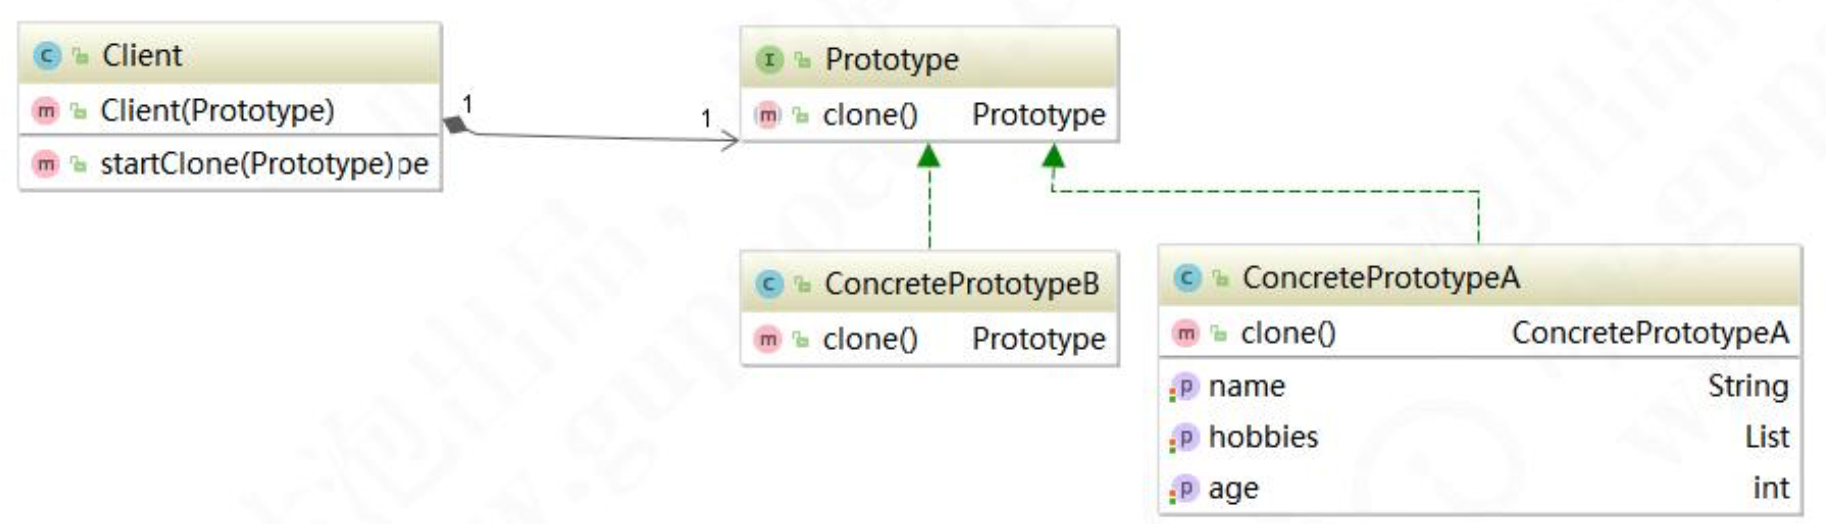 Client
Client(Prototype)
startClone(Prototype)pe
1
1
Prototype
clone() Prototype
ConcretePrototypeB
clone() Prototype
ConcretePrototypeA
clone() ConcretePrototypeA
name String
hobbies List
age int